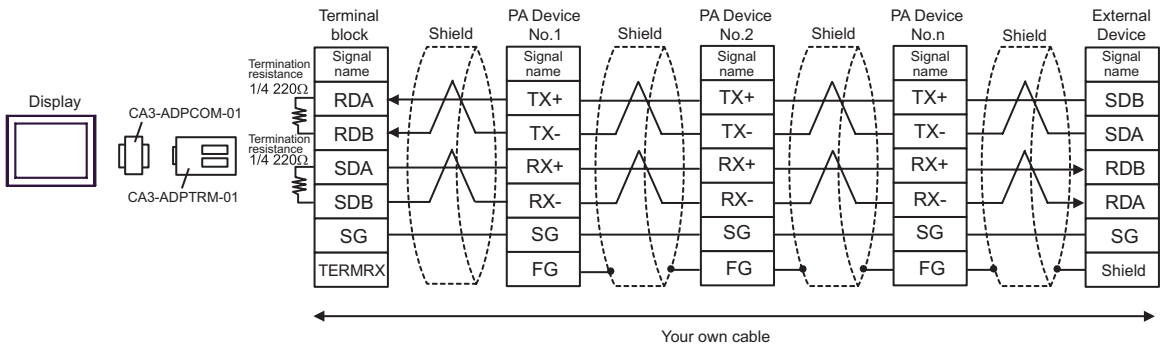 Display
CA3-ADPCOM-01
CA3-ADPTRM-01
Termination
resistance
1/4 220Ω
Termination
resistance
1/4 220Ω
Terminal
block
Signal
name
RDA
RDB
SDA
SDB
SG
TERMRX
Shield
PA Device
No.1
Signal
name
TX+
TX-
RX+
RX-
SG
FG
Shield
PA Device
No.2
Signal
name
TX+
TX-
RX+
RX-
SG
FG
Shield
PA Device
No.n
Signal
name
TX+
TX-
RX+
RX-
SG
FG
Shield
External
Device
Signal
name
SDB
SDA
RDB
RDA
SG
Shield
Your own cable